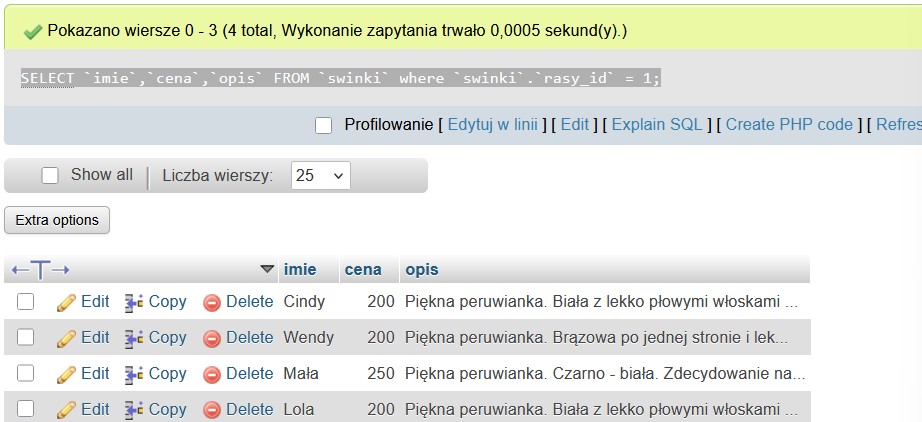 Pokazano wiersze 0 - 3 (4 total, Wykonanie zapytania trwało 0,0005 sekund(y).)
SELECT `imie`,`cena`,`opis` FROM `swinki` where `swinki`.`rasy_id` = 1;
Profilowanie [ Edytuj w linii ] [ Edit ] [ Explain SQL ] [ Create PHP code ] [ Refres
Show all | Liczba wierszy: 25
Extra options
←T→ imie cena opis
Edit Copy Delete Cindy 200 Piękna peruwianka. Biała z lekko płowymi włoskami ...
Edit Copy Delete Wendy 200 Piękna peruwianka. Brązowa po jednej stronie i lek...
Edit Copy Delete Mała 250 Piękna peruwianka. Czarno - biała. Zdecydowanie na...
Edit Copy Delete Lola 200 Piękna peruwianka. Biała z lekko płowymi włoskami ...